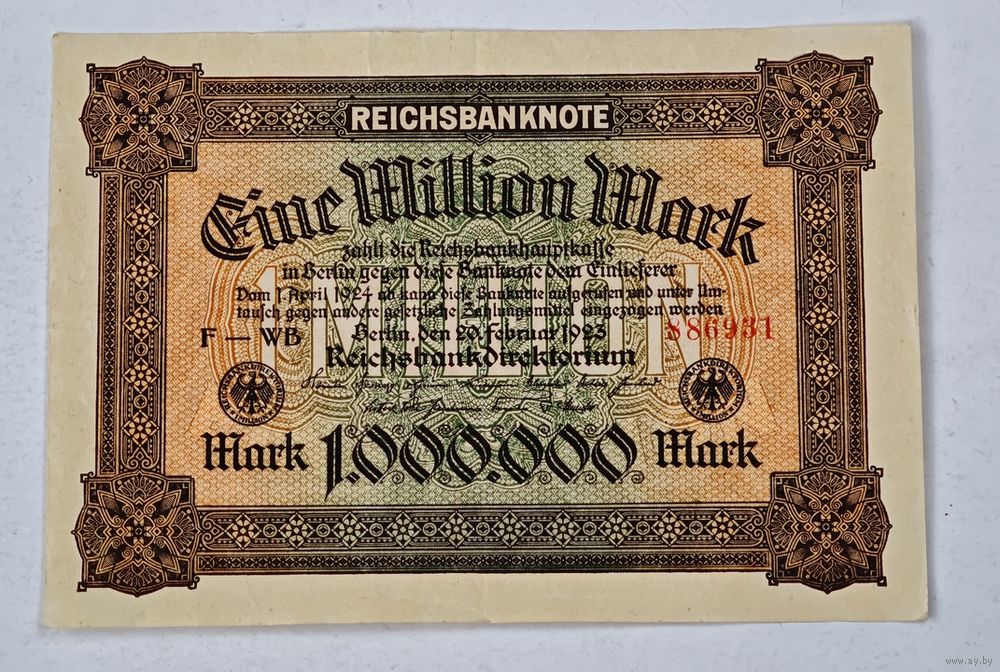 REICHSBANKNOTE
Eine Million Mark
zahlt die Reichsbankhauptkasse
in Berlin gegen diese Banknote dem Einlieferer
Vom 1. April 1924 ab kann diese Banknote aufgerufen und unter Um-
tausch gegen andere gesetzliche Zahlungsmittel eingezogen werden
F — WB Berlin, den 20. Februar 1923 886931
Reichsbankdirektorium
1 MILLION
Mark 1.000.000 Mark
www.ay.by